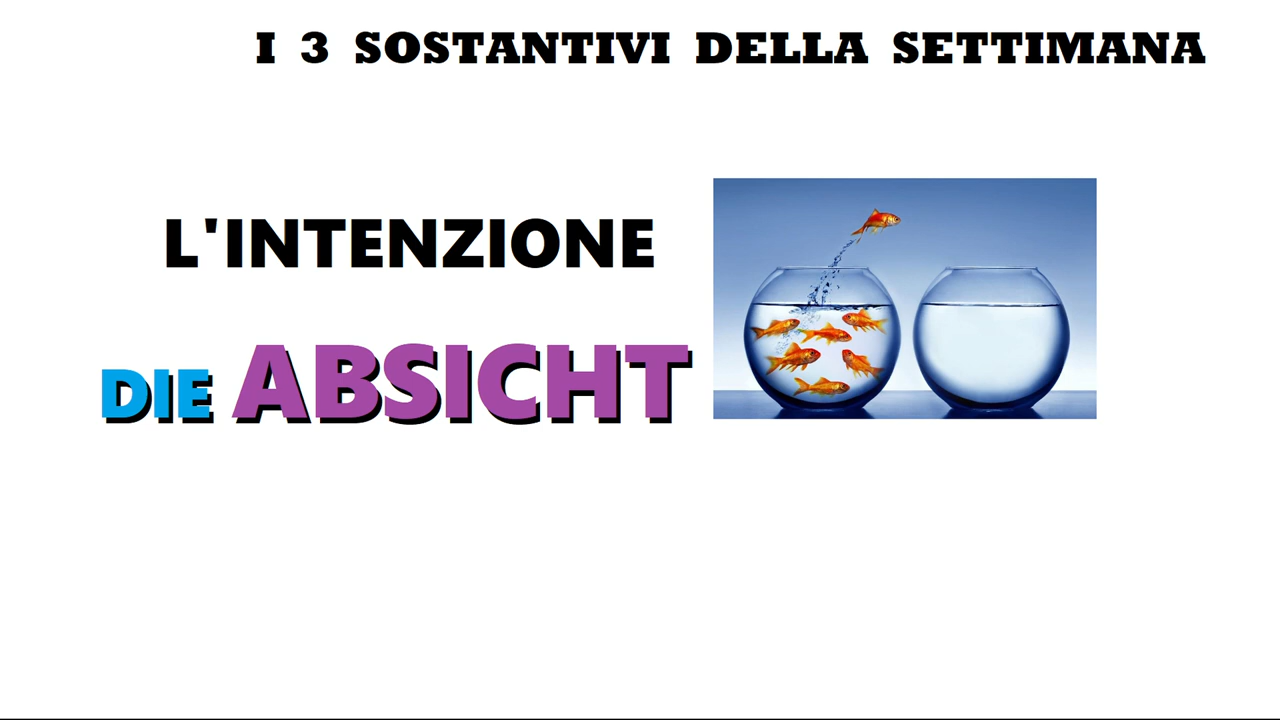 I 3 SOSTANTIVI DELLA SETTIMANA
L'INTENZIONE
DIE ABSICHT